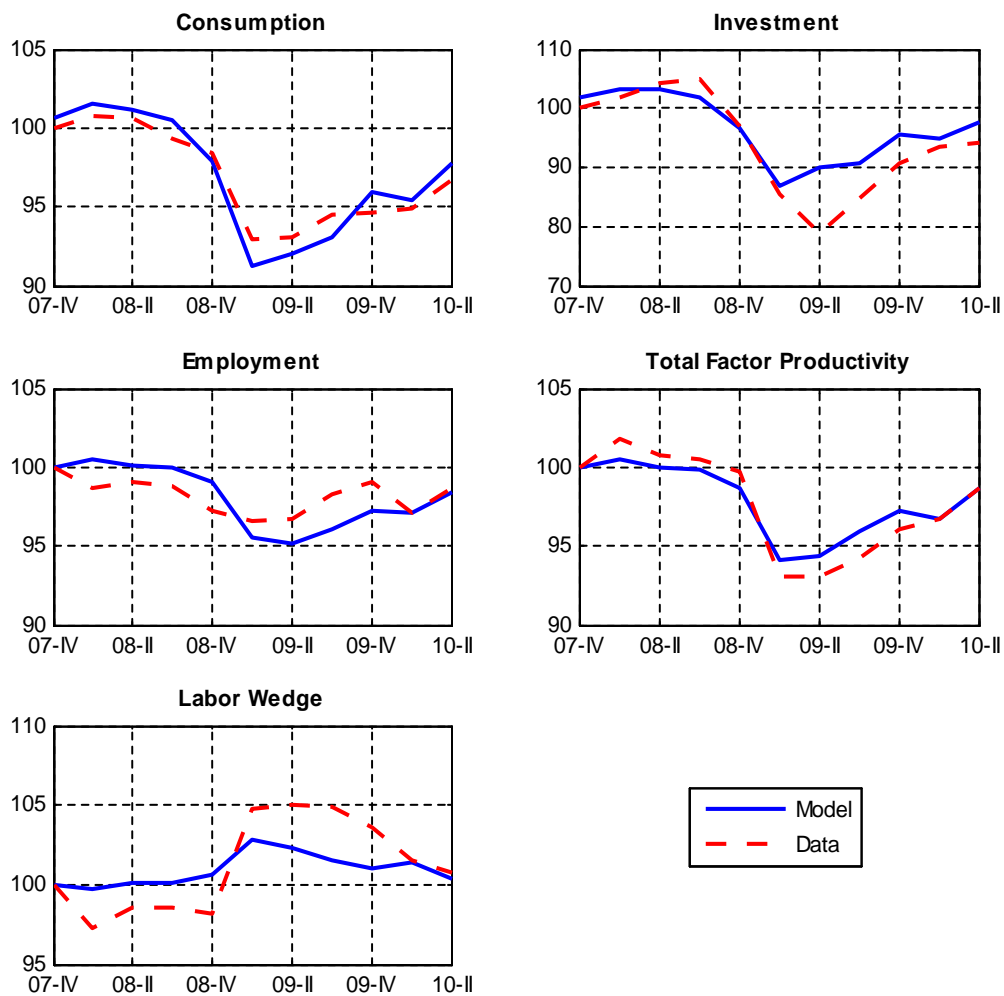 Consumption
105
100
95
90
07-IV 08-II 08-IV 09-II 09-IV 10-II
Investment
110
100
90
80
70
07-IV 08-II 08-IV 09-II 09-IV 10-II
Employment
105
100
95
90
07-IV 08-II 08-IV 09-II 09-IV 10-II
Total Factor Productivity
105
100
95
90
07-IV 08-II 08-IV 09-II 09-IV 10-II
Labor Wedge
110
105
100
95
07-IV 08-II 08-IV 09-II 09-IV 10-II
Model
Data